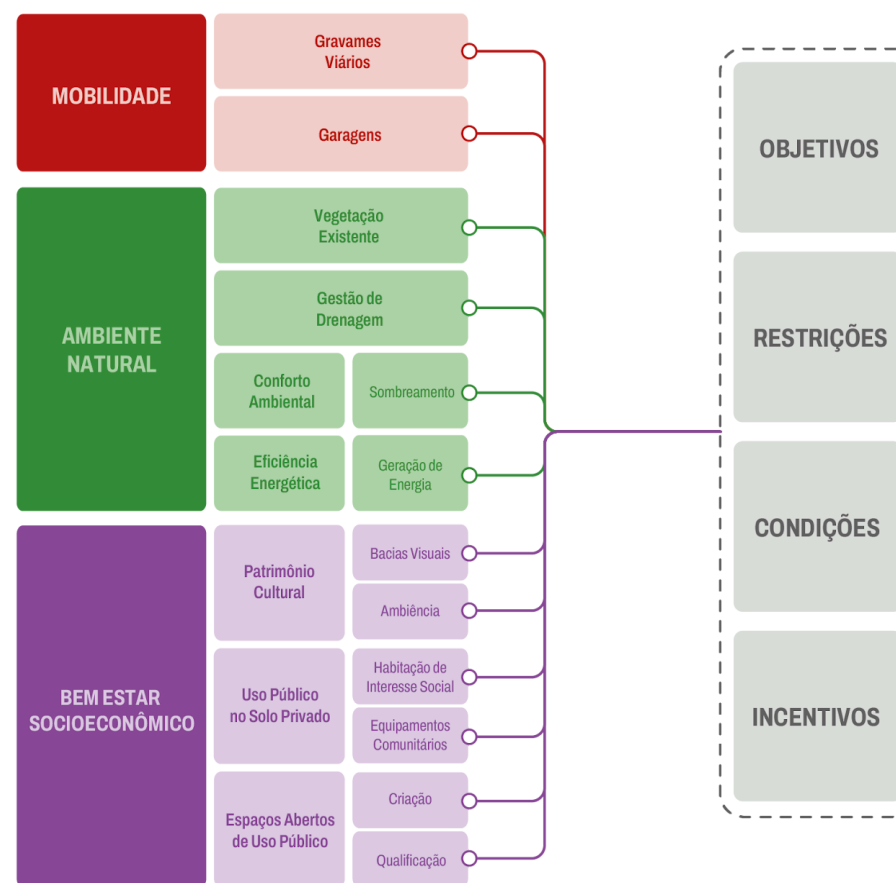 MOBILIDADE
Gravames
Viários
Garagens
AMBIENTE
NATURAL
Vegetação
Existente
Gestão de
Drenagem
Conforto
Ambiental
Sombreamento
Eficiência
Energética
Geração de
Energia
BEM ESTAR
SOCIOECONÔMICO
Patrimônio
Cultural
Bacias Visuais
Ambiência
Uso Público
no Solo Privado
Habitação de
Interesse Social
Equipamentos
Comunitários
Espaços Abertos
de Uso Público
Criação
Qualificação
OBJETIVOS
RESTRIÇÕES
CONDIÇÕES
INCENTIVOS